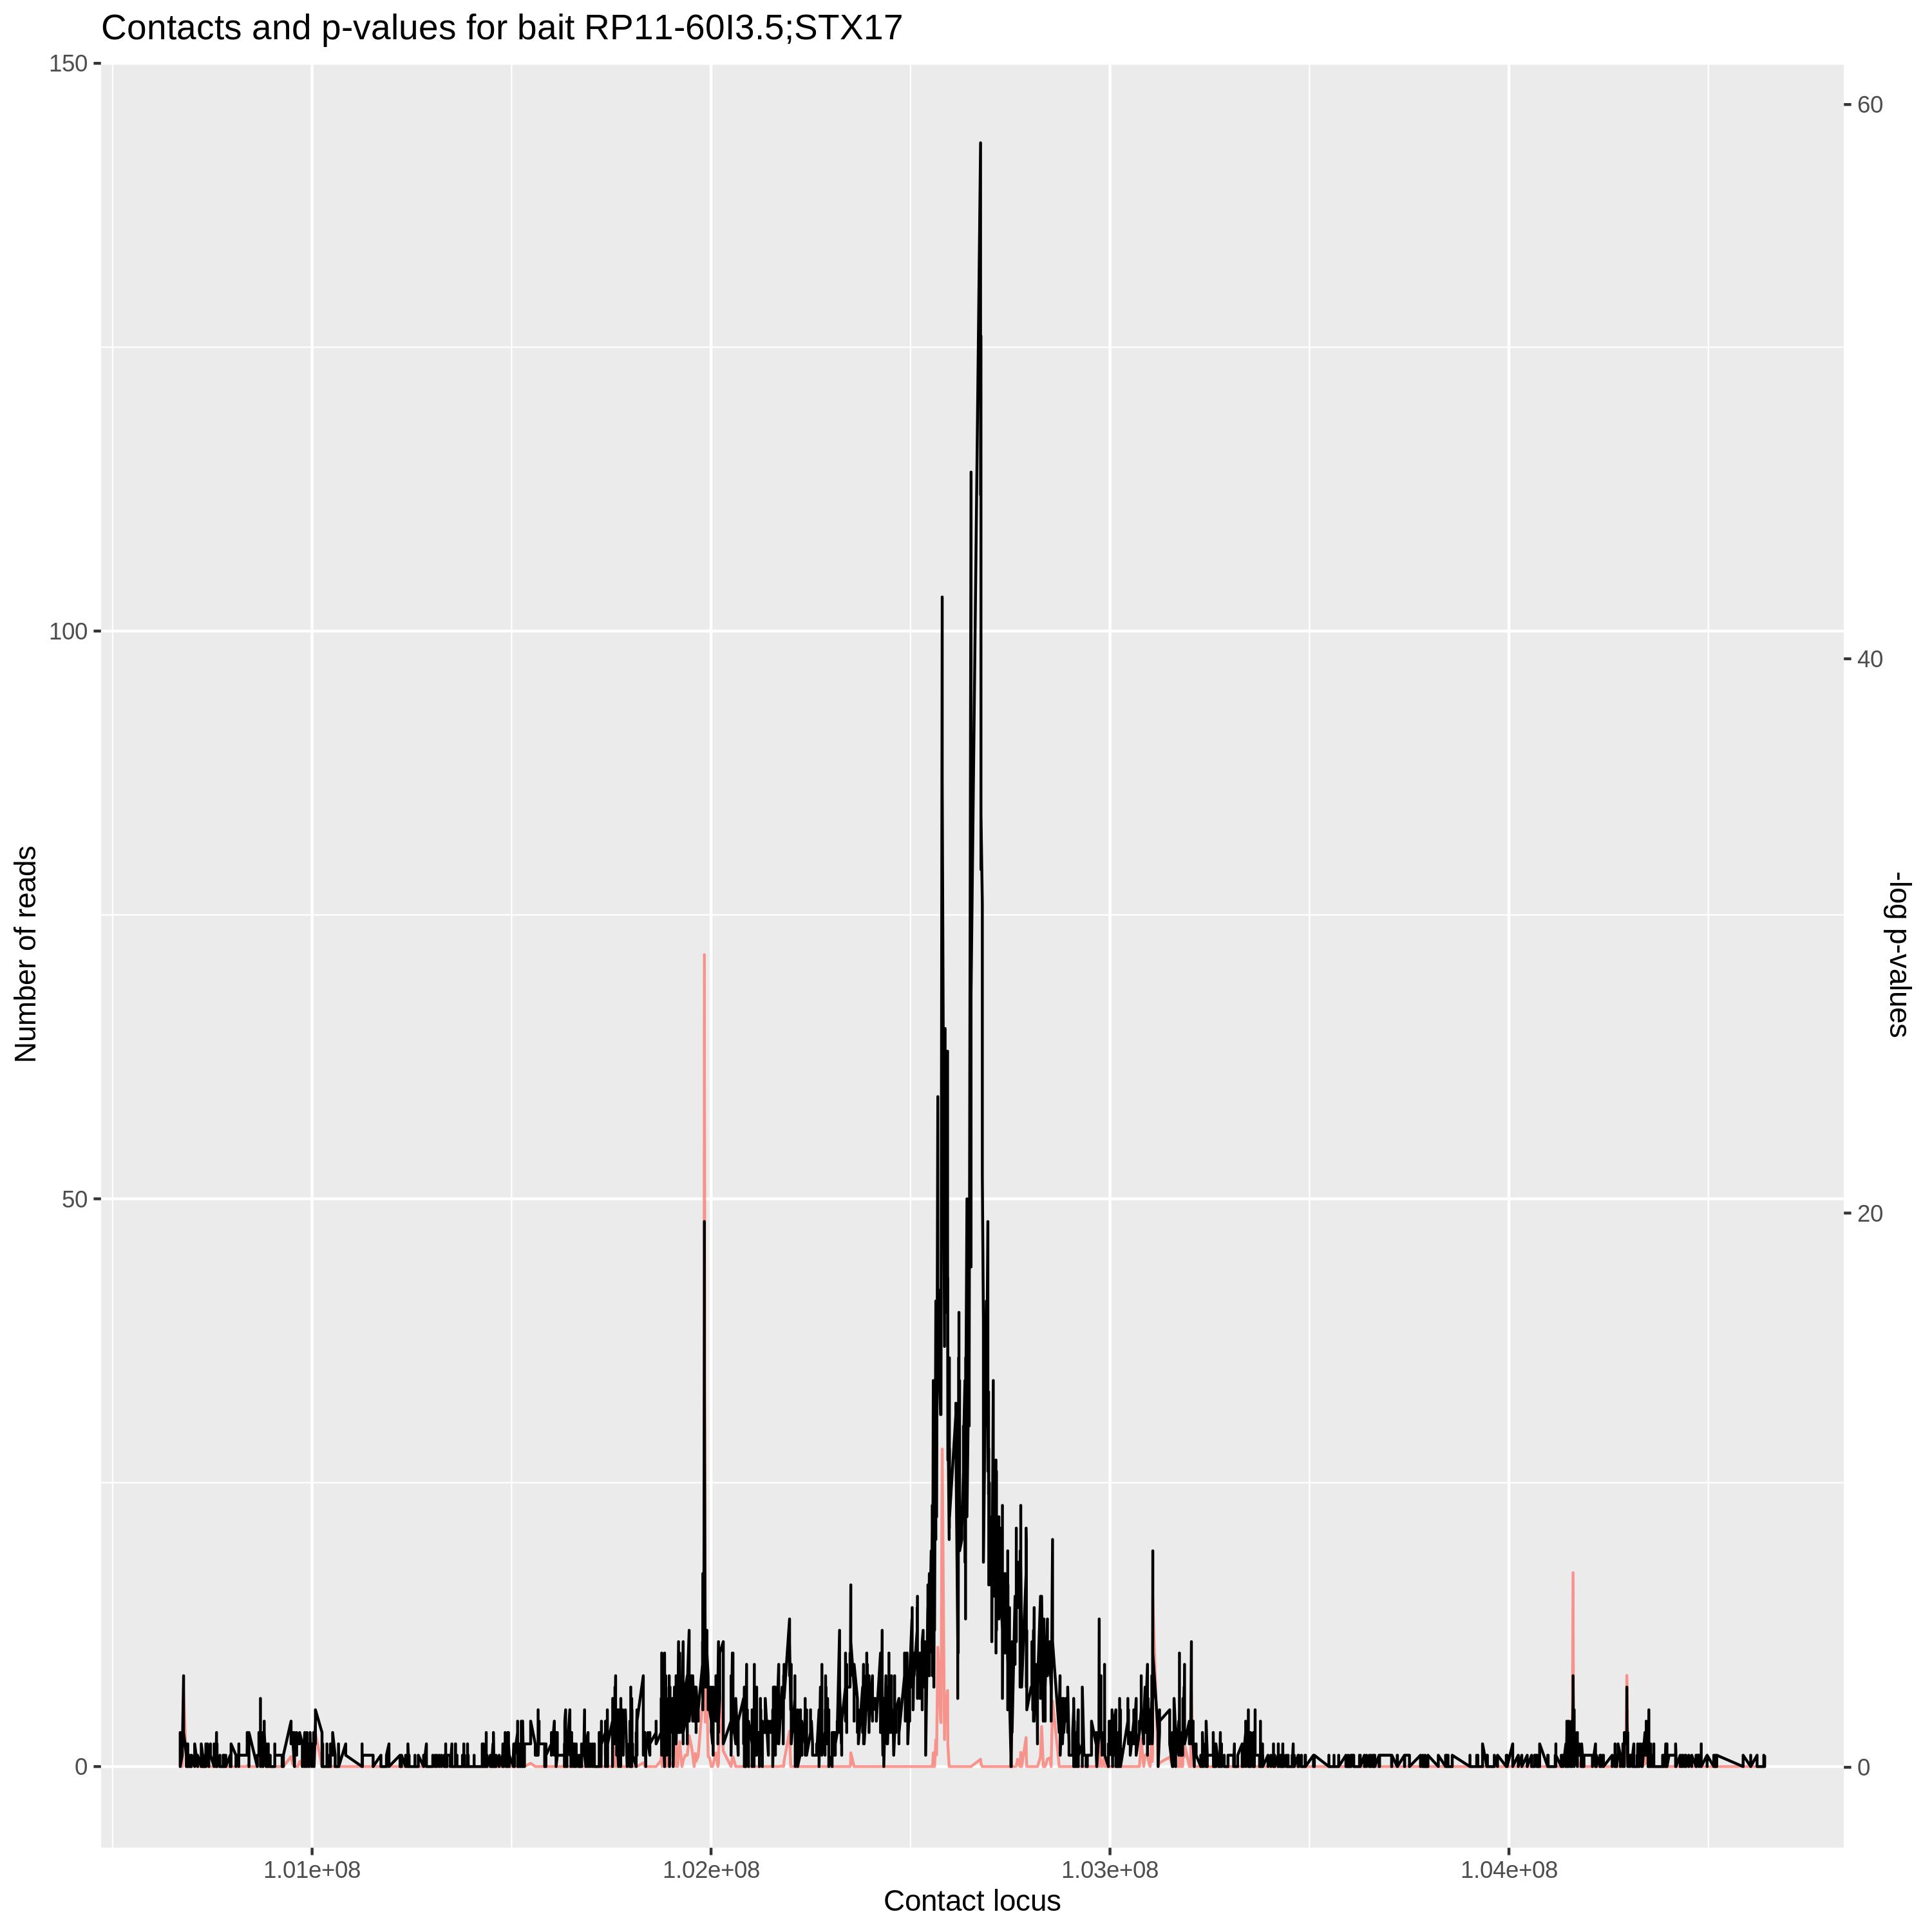 Contacts and p-values for bait RP11-60I3.5;STX17
150
100
50
0
Number of reads
60
40
20
0
-log p-values
1.01e+08
1.02e+08
1.03e+08
1.04e+08
Contact locus